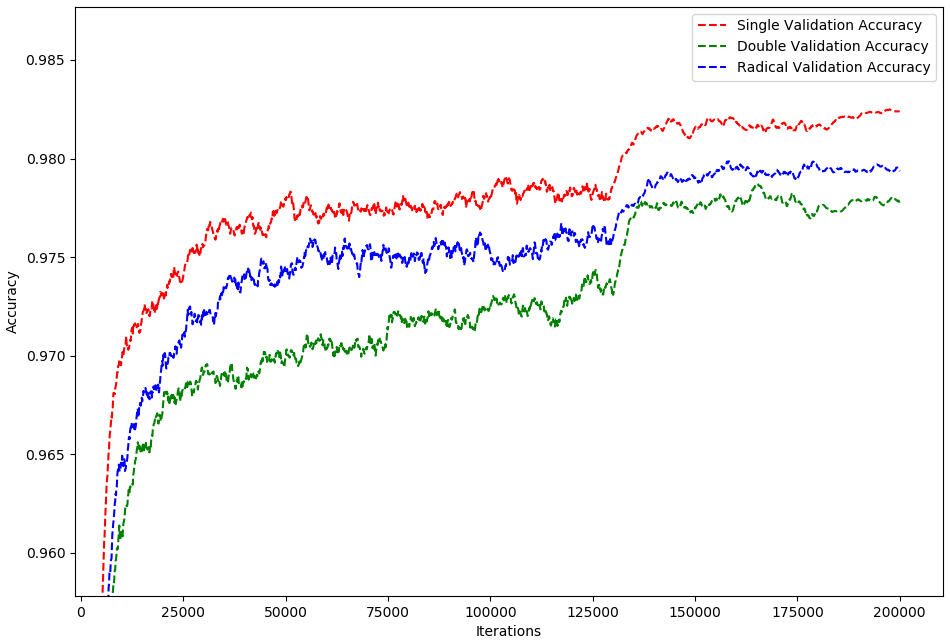 Single Validation Accuracy
Double Validation Accuracy
Radical Validation Accuracy
Accuracy
0.985
0.980
0.975
0.970
0.965
0.960
0 25000 50000 75000 100000 125000 150000 175000 200000
Iterations